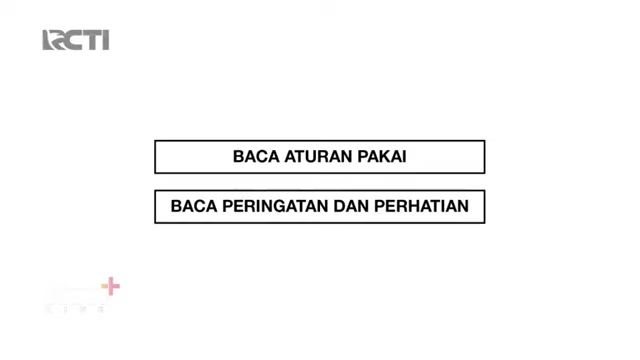 RCTI
BACA ATURAN PAKAI
BACA PERINGATAN DAN PERHATIAN